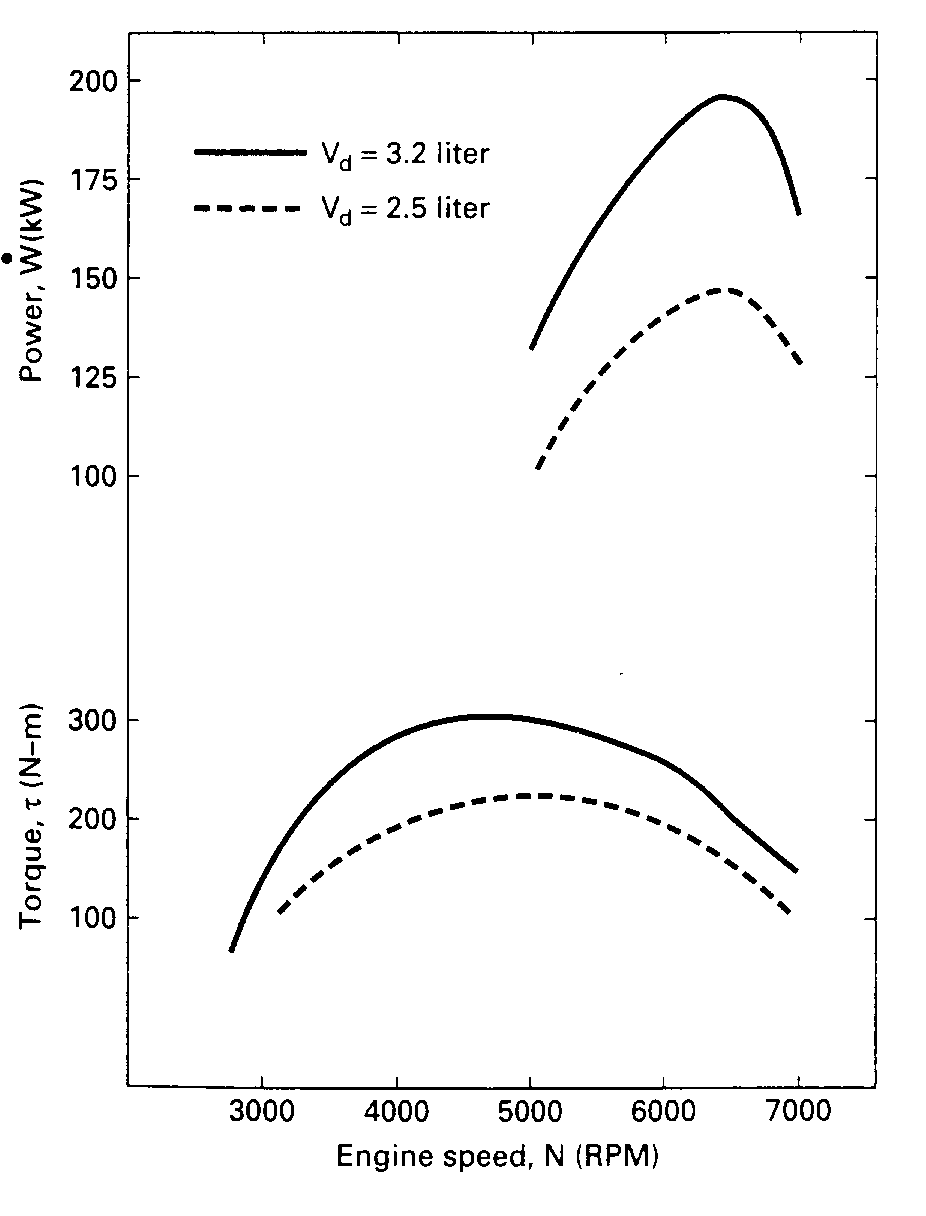 200
175
150
125
100
Power, Ẇ (kW)
V_d = 3.2 liter
V_d = 2.5 liter
300
200
100
Torque, τ (N–m)
3000 4000 5000 6000 7000
Engine speed, N (RPM)